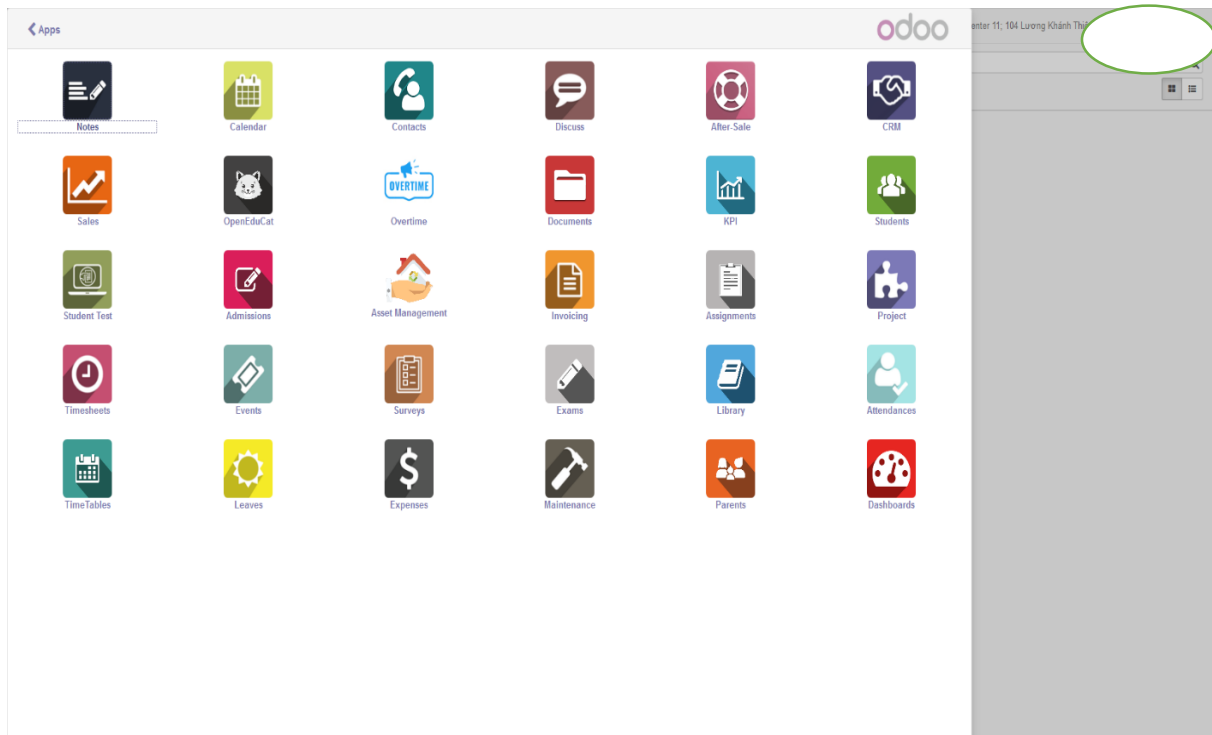 Apps
odoo
enter 11; 104 Lương Khánh
Notes
Calendar
Contacts
Discuss
After-Sale
CRM
Sales
OpenEduCat
OVERTIME
Overtime
Documents
KPI
Students
Student Test
Admissions
Asset Management
Invoicing
Assignments
Project
Timesheets
Events
Surveys
Exams
Library
Attendances
TimeTables
Leaves
Expenses
Maintenance
Parents
Dashboards